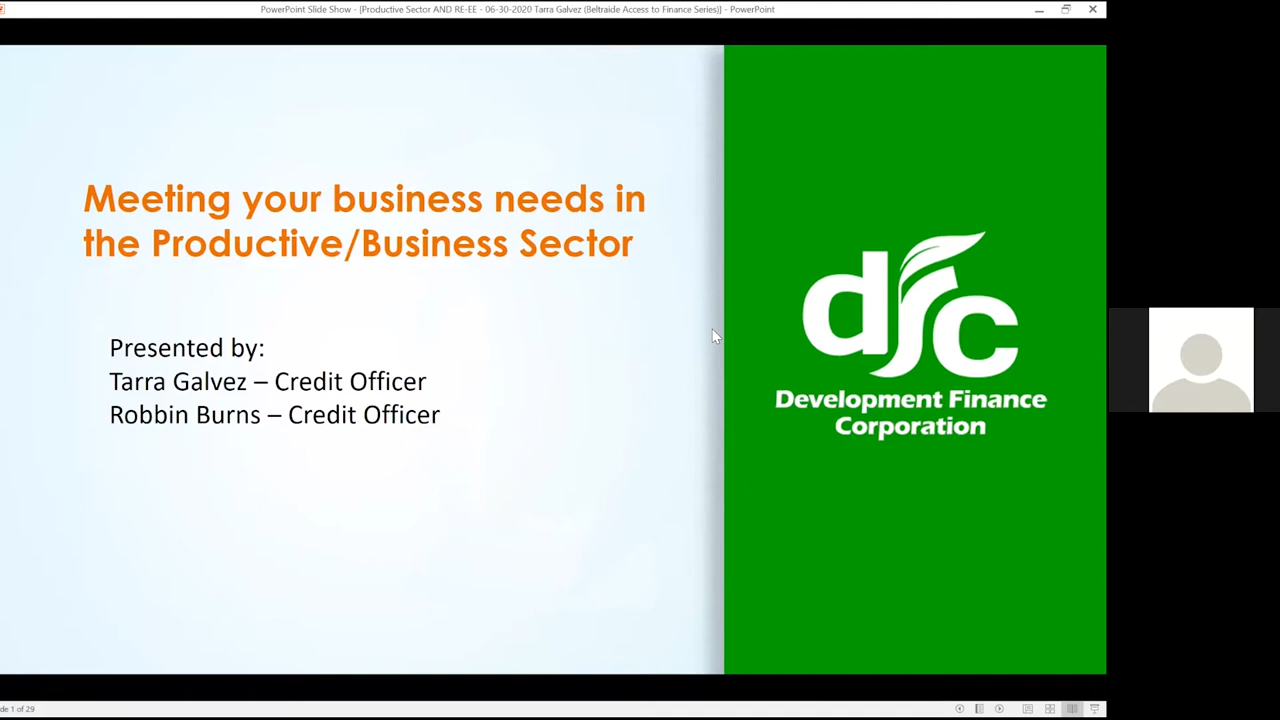 PowerPoint Slide Show - [Productive Sector AND RE-EE - 06-30-2020 Tarra Galvez (Beltraide Access to Finance Series)] - PowerPoint
Meeting your business needs in
the Productive/Business Sector
Presented by:
Tarra Galvez – Credit Officer
Robbin Burns – Credit Officer
dfc
Development Finance
Corporation
de 1 of 29